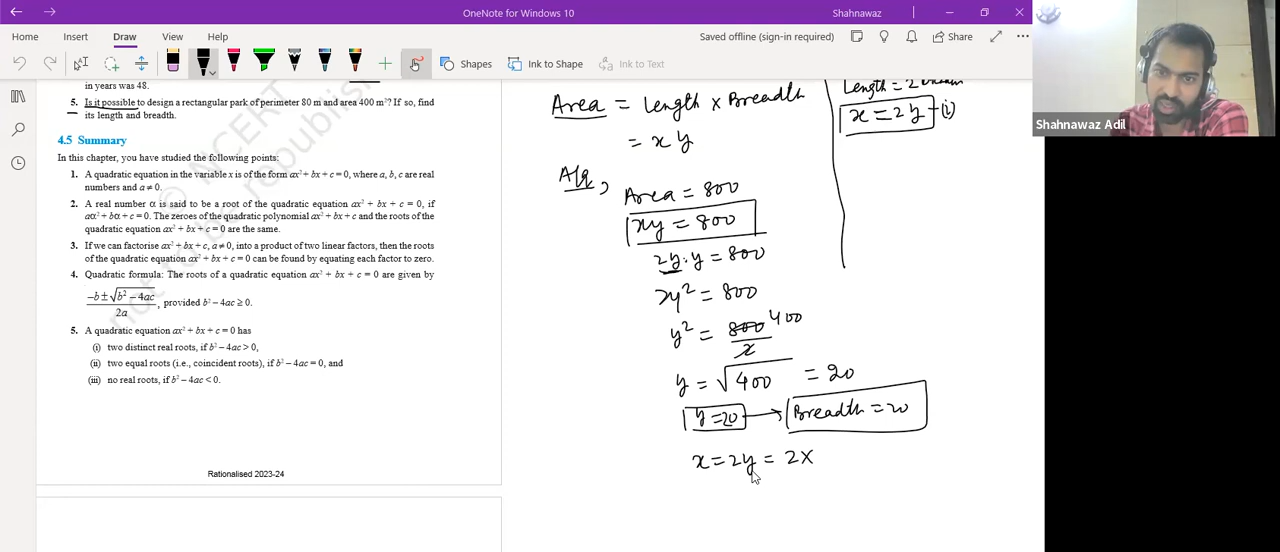 OneNote for Windows 10
Shahnawaz
Home Insert Draw View Help
Saved offline (sign-in required)
Share
Shapes
Ink to Shape
Ink to Text
in years was 48.
5. Is it possible to design a rectangular park of perimeter 80 m and area 400 m²? If so, find
its length and breadth.
4.5 Summary
In this chapter, you have studied the following points:
1. A quadratic equation in the variable x is of the form ax² + bx + c = 0, where a, b, c are real
numbers and a ≠ 0.
2. A real number α is said to be a root of the quadratic equation ax² + bx + c = 0, if
aα² + bα + c = 0. The zeroes of the quadratic polynomial ax² + bx + c and the roots of the
quadratic equation ax² + bx + c = 0 are the same.
3. If we can factorise ax² + bx + c, a ≠ 0, into a product of two linear factors, then the roots
of the quadratic equation ax² + bx + c = 0 can be found by equating each factor to zero.
4. Quadratic formula: The roots of a quadratic equation ax² + bx + c = 0 are given by
−b ± √b² − 4ac
2a
, provided b² − 4ac ≥ 0.
5. A quadratic equation ax² + bx + c = 0 has
(i) two distinct real roots, if b² − 4ac > 0,
(ii) two equal roots (i.e., coincident roots), if b² − 4ac = 0, and
(iii) no real roots, if b² − 4ac < 0.
Rationalised 2023-24
© NCERT
not to be republished
Area = Length × Breadth
= x y
A/q,
Area = 800
xy = 800
2y · y = 800
2y² = 800
y² = 800 400
2
y = √400 = 20
y = 20 → Breadth = 20
x = 2y = 2×
Length = 2
x = 2y – (i)
Shahnawaz Adil